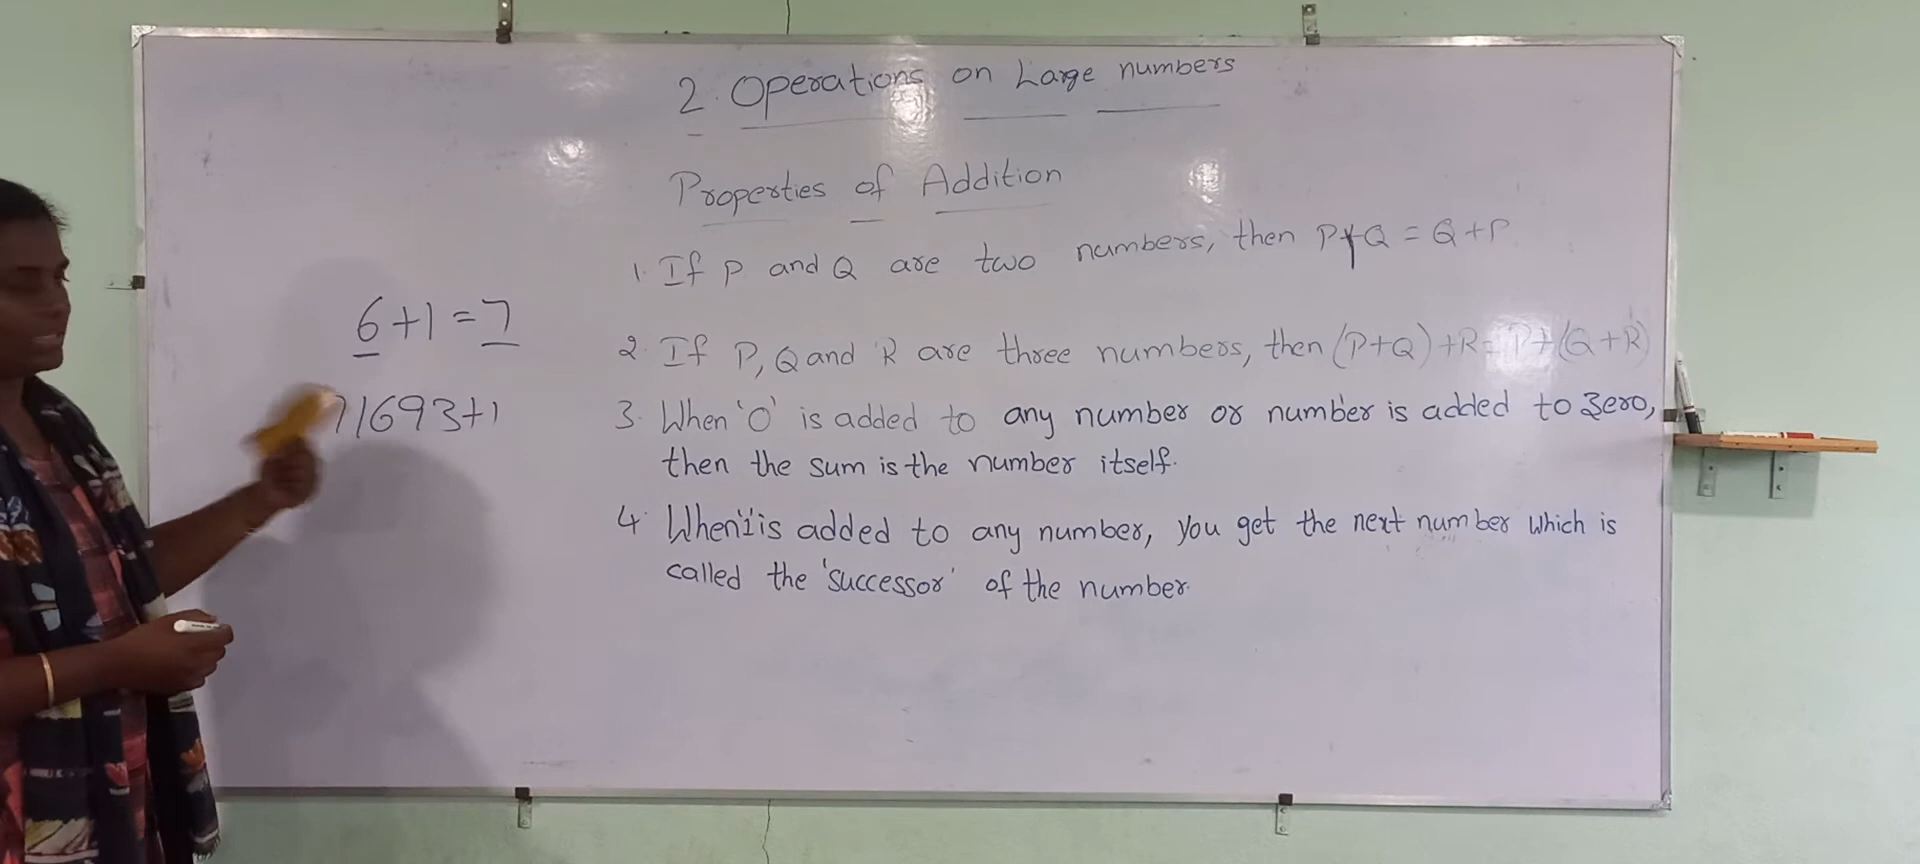 2. Operations on Large numbers
Properties of Addition
1. If P and Q are two numbers, then P+Q = Q+P
2. If P, Q and R are three numbers, then (P+Q)+R = P+(Q+R)
3. When '0' is added to any number or number is added to zero,
then the sum is the number itself.
4. When '1' is added to any number, you get the next number which is
called the 'successor' of the number.
6+1=7
71693+1